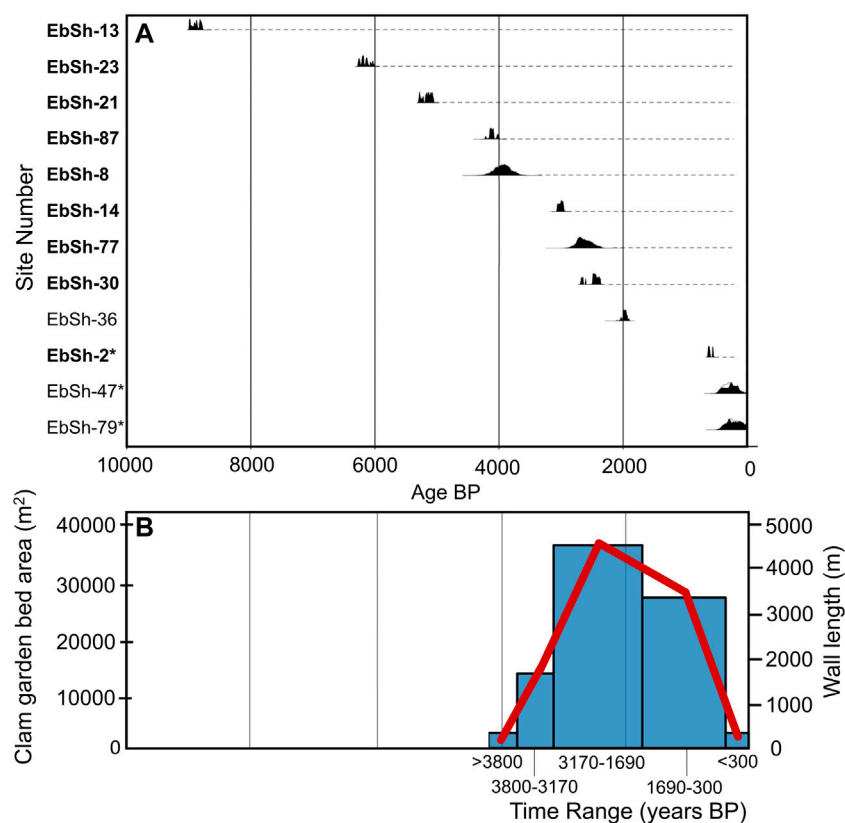 A
Site Number
EbSh-13
EbSh-23
EbSh-21
EbSh-87
EbSh-8
EbSh-14
EbSh-77
EbSh-30
EbSh-36
EbSh-2*
EbSh-47*
EbSh-79*
10000 8000 6000 4000 2000 0
Age BP
B
Clam garden bed area (m²)
40000
30000
20000
10000
0
Wall length (m)
5000
4000
3000
2000
1000
0
>3800 3170-1690 <300
3800-3170 1690-300
Time Range (years BP)